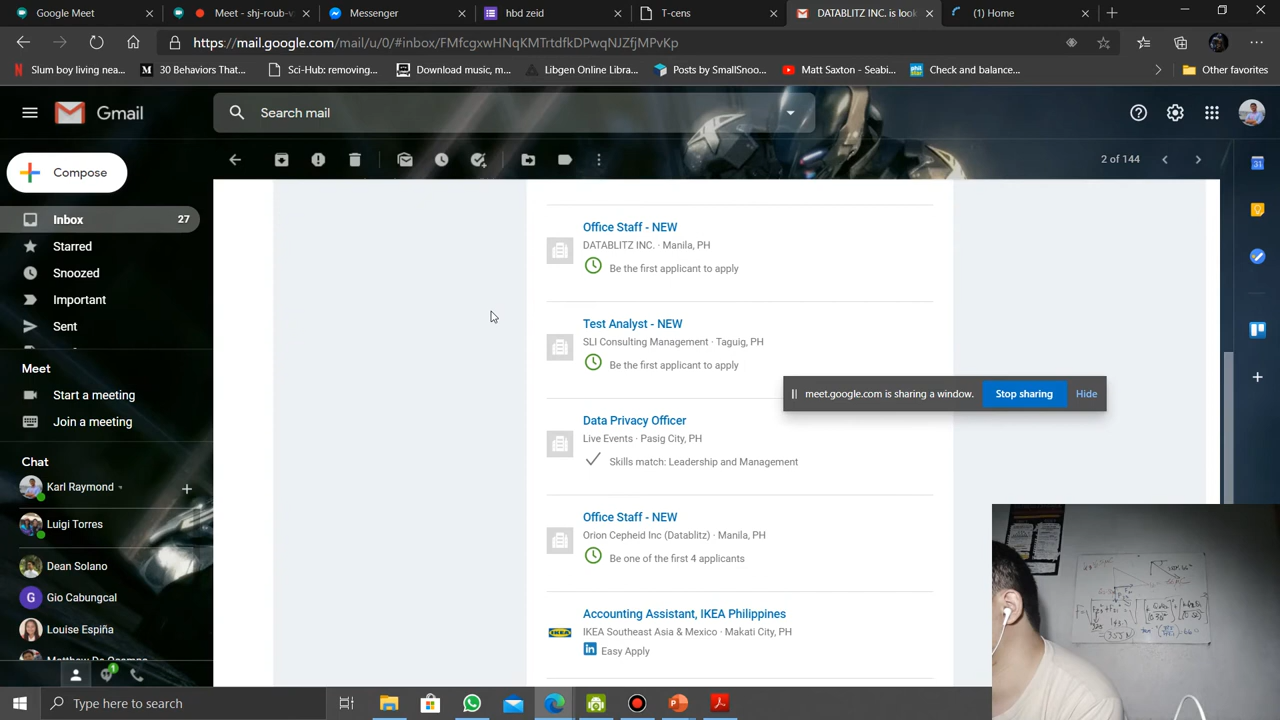 Google Meet
Meet - shj-roub-v
Messenger
hbd zeid
T-cens
DATABLITZ INC. is look
(1) Home
https://mail.google.com/mail/u/0/#inbox/FMfcgxwHNqKMTrtdfkDPwqNJZfjMPvKp
Slum boy living nea...
30 Behaviors That...
Sci-Hub: removing...
Download music, m...
Libgen Online Libra...
Posts by SmallSnoo...
Matt Saxton - Seabi...
Check and balance...
Other favorites
Gmail
Search mail
Compose
2 of 144
Inbox 27
Starred
Snoozed
Important
Sent
Meet
Start a meeting
Join a meeting
Chat
Karl Raymond
Luigi Torres
Dean Solano
Gio Cabungcal
Louise Espiña
1
Office Staff - NEW
DATABLITZ INC. · Manila, PH
Be the first applicant to apply
Test Analyst - NEW
SLI Consulting Management · Taguig, PH
Be the first applicant to apply
Data Privacy Officer
Live Events · Pasig City, PH
Skills match: Leadership and Management
Office Staff - NEW
Orion Cepheid Inc (Datablitz) · Manila, PH
Be one of the first 4 applicants
IKEA
Accounting Assistant, IKEA Philippines
IKEA Southeast Asia & Mexico · Makati City, PH
in Easy Apply
meet.google.com is sharing a window.
Stop sharing
Hide
31
Type here to search